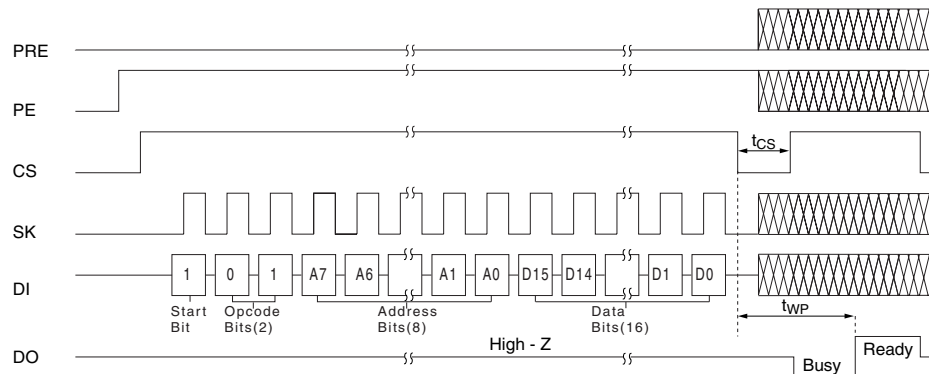 PRE
PE
CS
tCS
SK
DI
1 0 1 A7 A6 A1 A0 D15 D14 D1 D0
Start Bit
Opcode Bits(2)
Address Bits(8)
Data Bits(16)
tWP
DO
High - Z
Busy
Ready